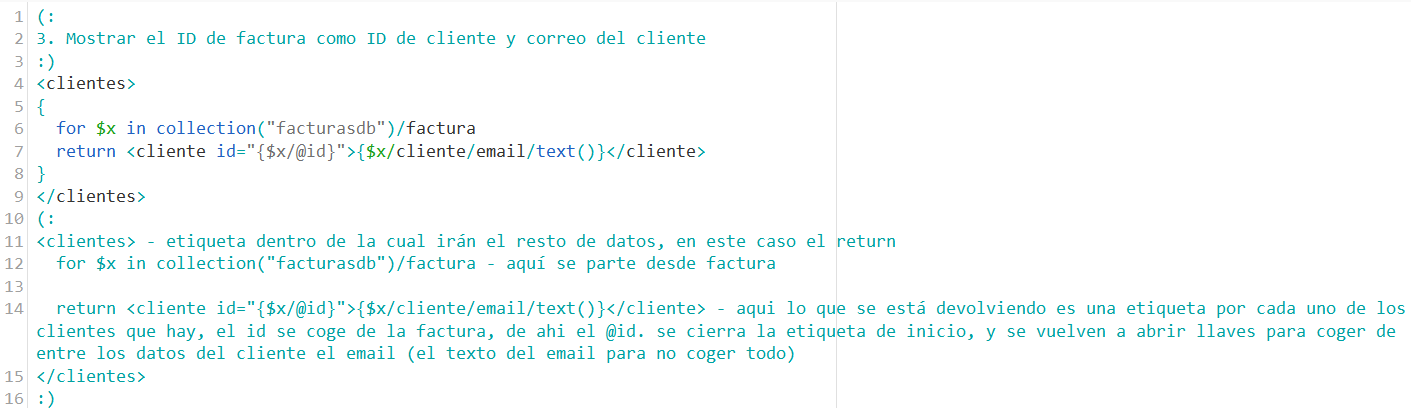 1 (:
2 3. Mostrar el ID de factura como ID de cliente y correo del cliente
3 :)
4 <clientes>
5 {
6   for $x in collection("facturasdb")/factura
7   return <cliente id="{$x/@id}">{$x/cliente/email/text()}</cliente>
8 }
9 </clientes>
10 (:
11 <clientes> - etiqueta dentro de la cual irán el resto de datos, en este caso el return
12   for $x in collection("facturasdb")/factura - aquí se parte desde factura
13
14   return <cliente id="{$x/@id}">{$x/cliente/email/text()}</cliente> - aqui lo que se está devolviendo es una etiqueta por cada uno de los
clientes que hay, el id se coge de la factura, de ahi el @id. se cierra la etiqueta de inicio, y se vuelven a abrir llaves para coger de
entre los datos del cliente el email (el texto del email para no coger todo)
15 </clientes>
16 :)